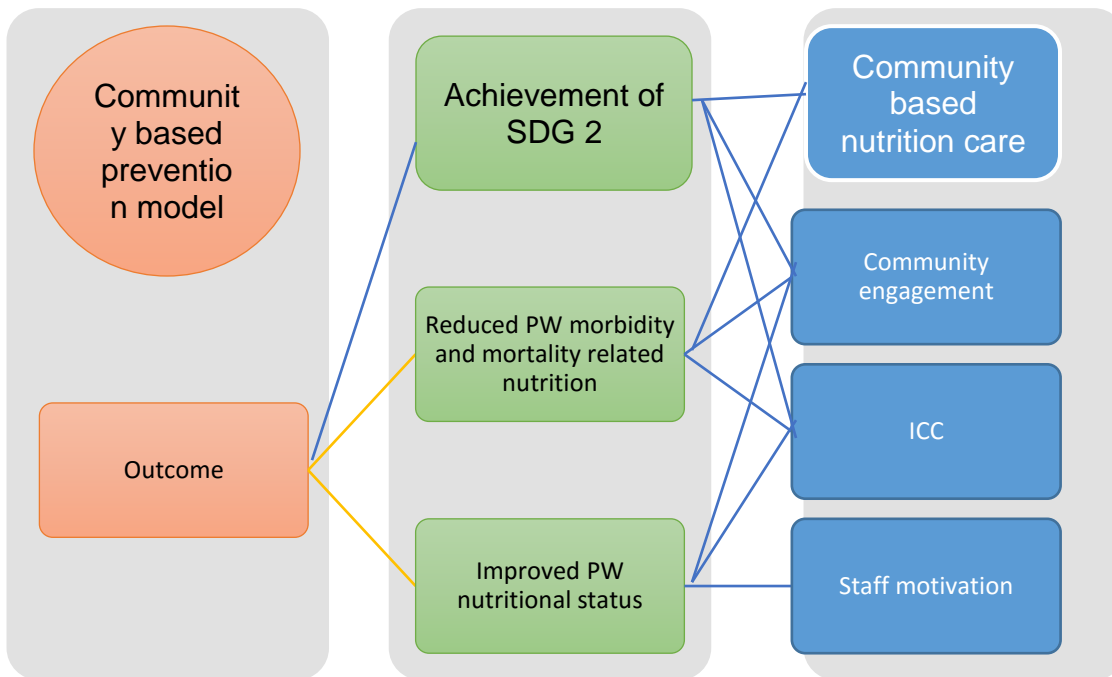 Communit
y based
preventio
n model
Outcome
Achievement of
SDG 2
Reduced PW morbidity
and mortality related
nutrition
Improved PW
nutritional status
Community
based
nutrition care
Community
engagement
ICC
Staff motivation